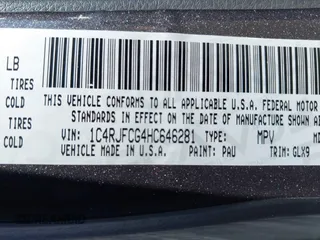 LB
TIRES
COLD
THIS VEHICLE CONFORMS TO ALL APPLICABLE U.S.A. FEDERAL MOTOR
TIRES
STANDARDS IN EFFECT ON THE DATE OF MANUFACTURE SHOWN AB
COLD
VIN: 1C4RJFCG4HC646281 TYPE: MPV
VEHICLE MADE IN U.S.A. PAINT: PAU TRIM: GLX9